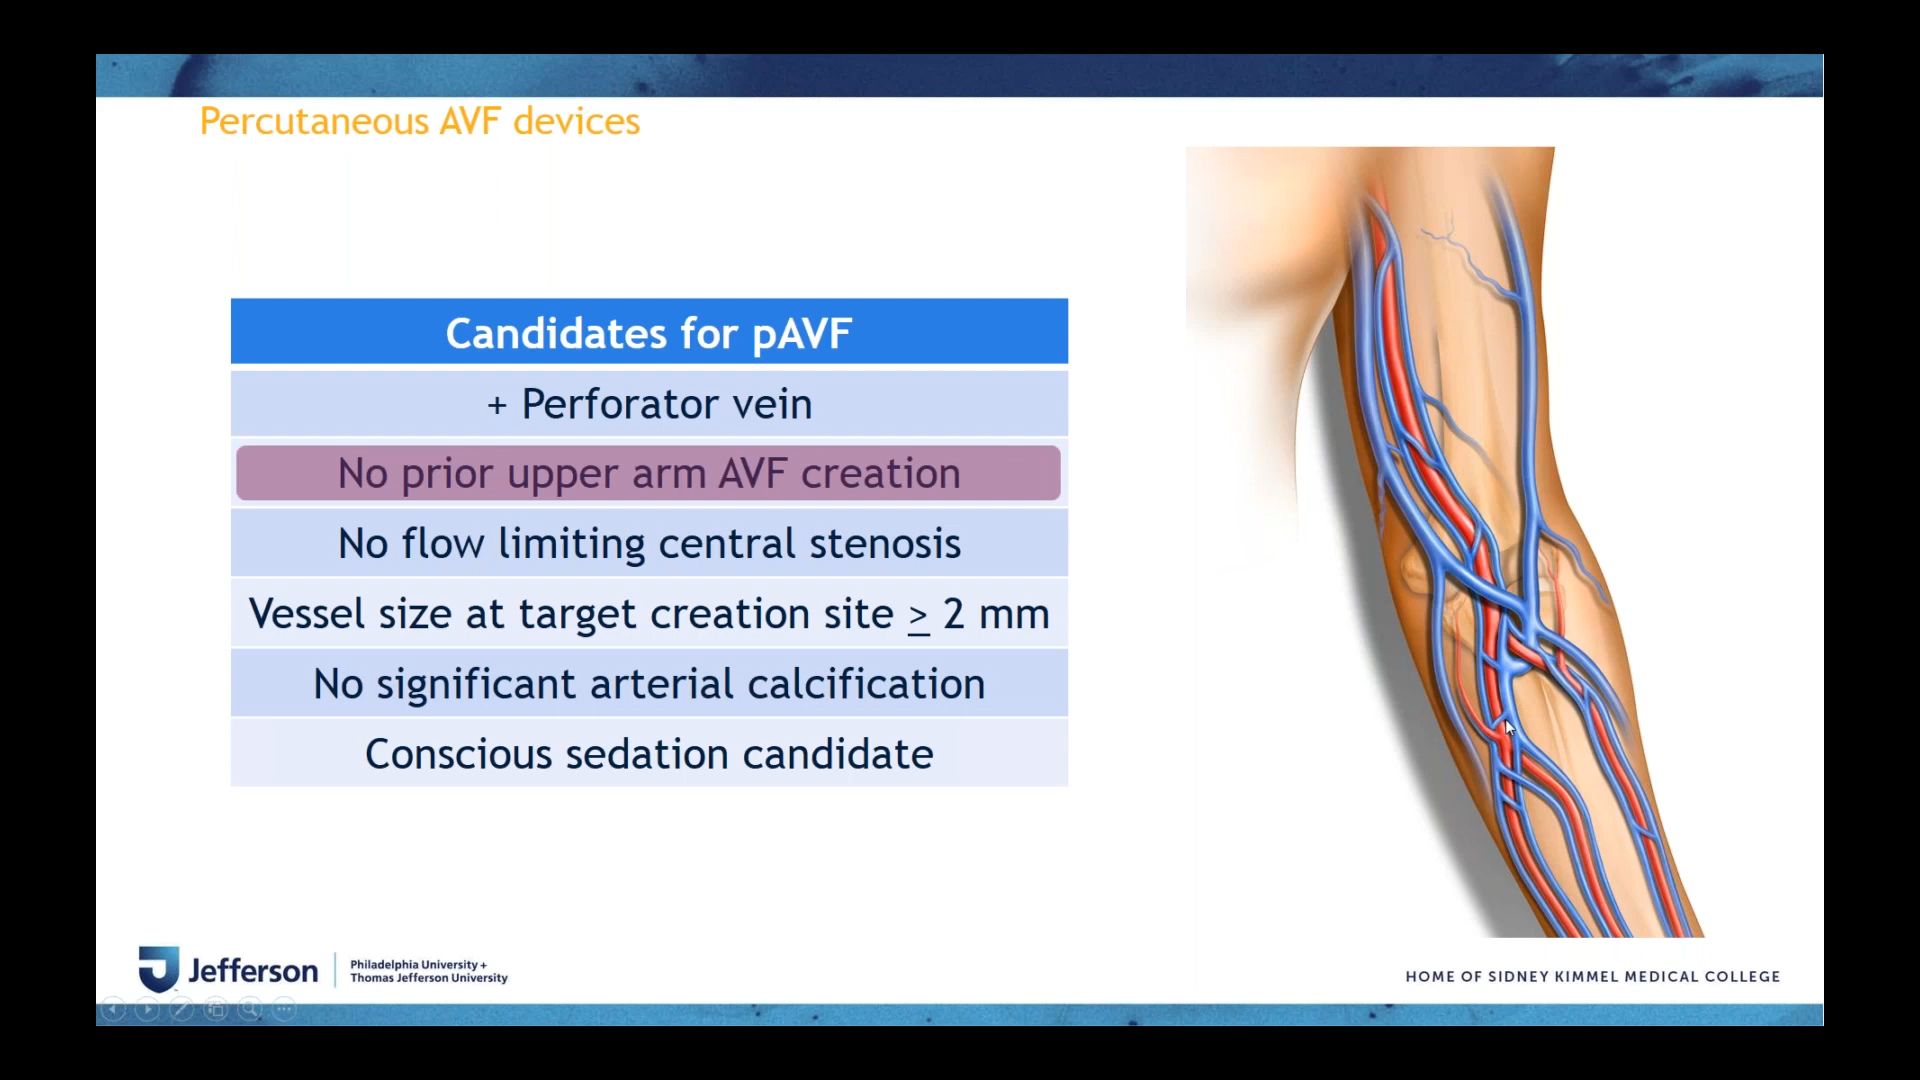 Percutaneous AVF devices
Candidates for pAVF
+ Perforator vein
No prior upper arm AVF creation
No flow limiting central stenosis
Vessel size at target creation site ≥ 2 mm
No significant arterial calcification
Conscious sedation candidate
Jefferson
Philadelphia University +
Thomas Jefferson University
HOME OF SIDNEY KIMMEL MEDICAL COLLEGE